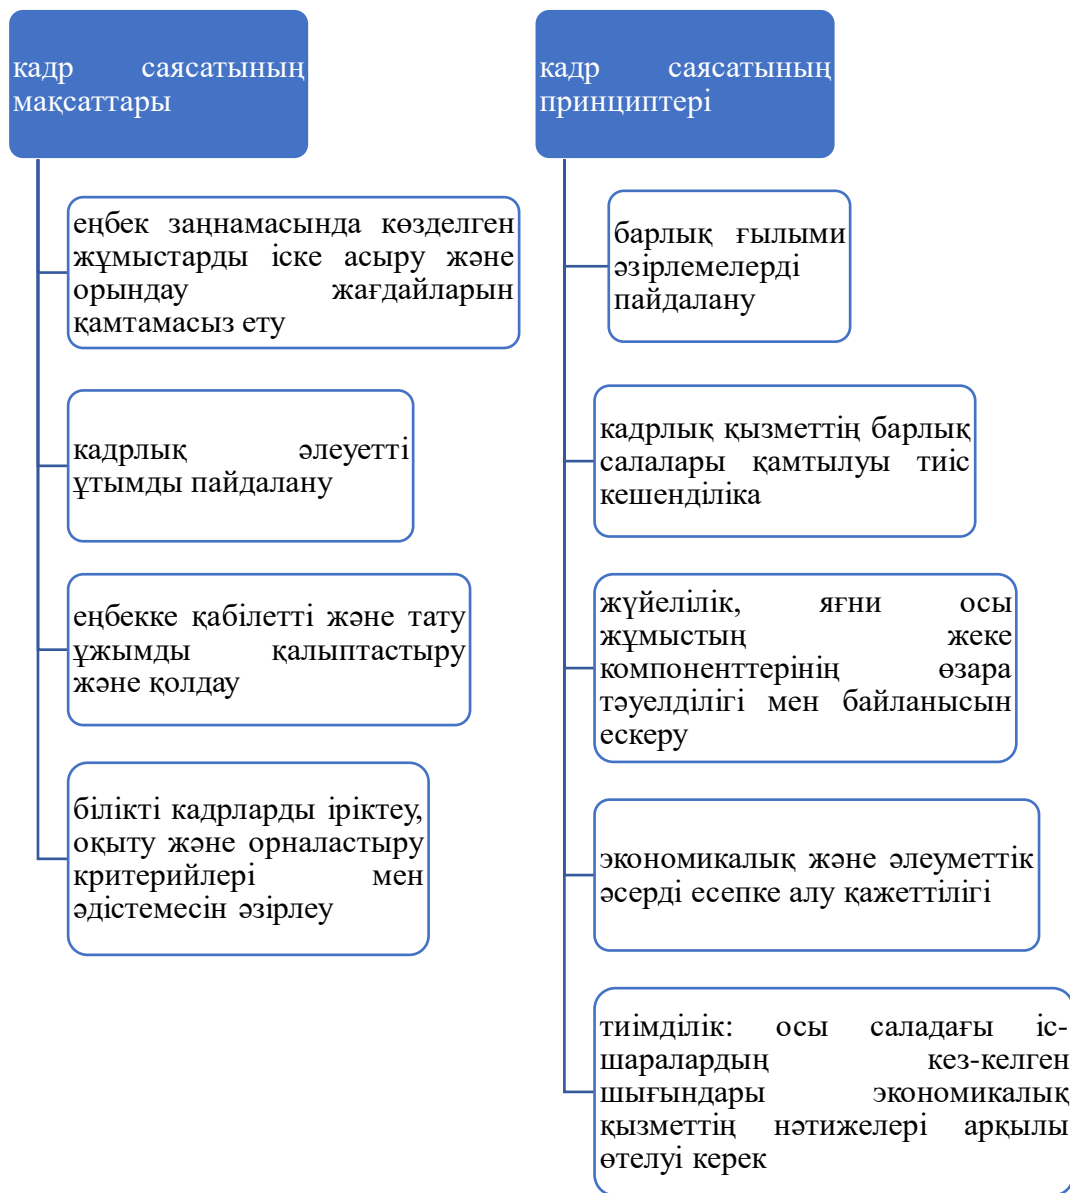 кадр саясатының
мақсаттары
еңбек заңнамасында көзделген
жұмыстарды іске асыру және
орындау жағдайларын
қамтамасыз ету
кадрлық әлеуетті
ұтымды пайдалану
еңбекке қабілетті және тату
ұжымды қалыптастыру
және қолдау
білікті кадрларды іріктеу,
оқыту және орналастыру
критерийлері мен
әдістемесін әзірлеу
кадр саясатының
принциптері
барлық ғылыми
әзірлемелерді
пайдалану
кадрлық қызметтің барлық
салалары қамтылуы тиіс
кешенділіка
жүйелілік, яғни осы
жұмыстың жеке
компоненттерінің өзара
тәуелділігі мен байланысын
ескеру
экономикалық және әлеуметтік
әсерді есепке алу қажеттілігі
тиімділік: осы саладағы іс-
шаралардың кез-келген
шығындары экономикалық
қызметтің нәтижелері арқылы
өтелуі керек